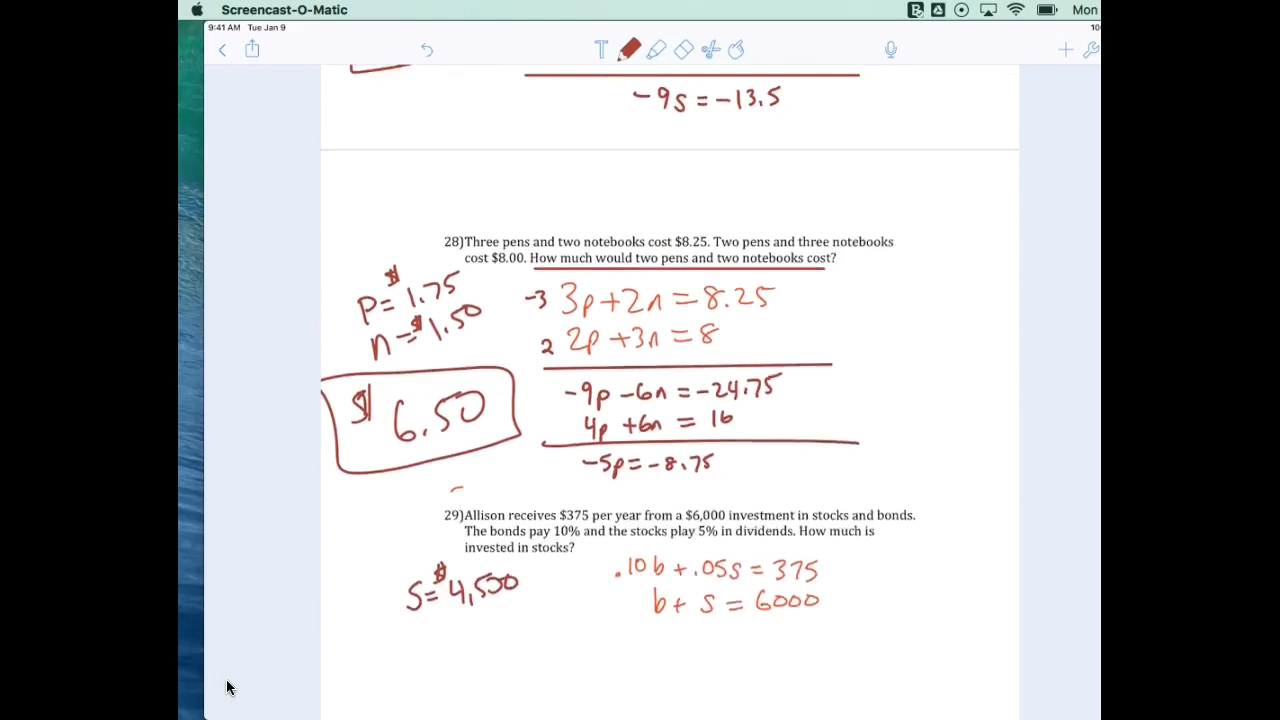 Screencast-O-Matic
Mon
9:41 AM Tue Jan 9
10
-9s = -13.5
28)Three pens and two notebooks cost $8.25. Two pens and three notebooks
cost $8.00. How much would two pens and two notebooks cost?
p= $1.75
n= $1.50
$6.50
-3 3p+2n=8.25
2 2p+3n=8
-9p-6n=-24.75
4p+6n=16
-5p=-8.75
29)Allison receives $375 per year from a $6,000 investment in stocks and bonds.
The bonds pay 10% and the stocks play 5% in dividends. How much is
invested in stocks?
s= $4,500
.10b+.05s=375
b+s=6000